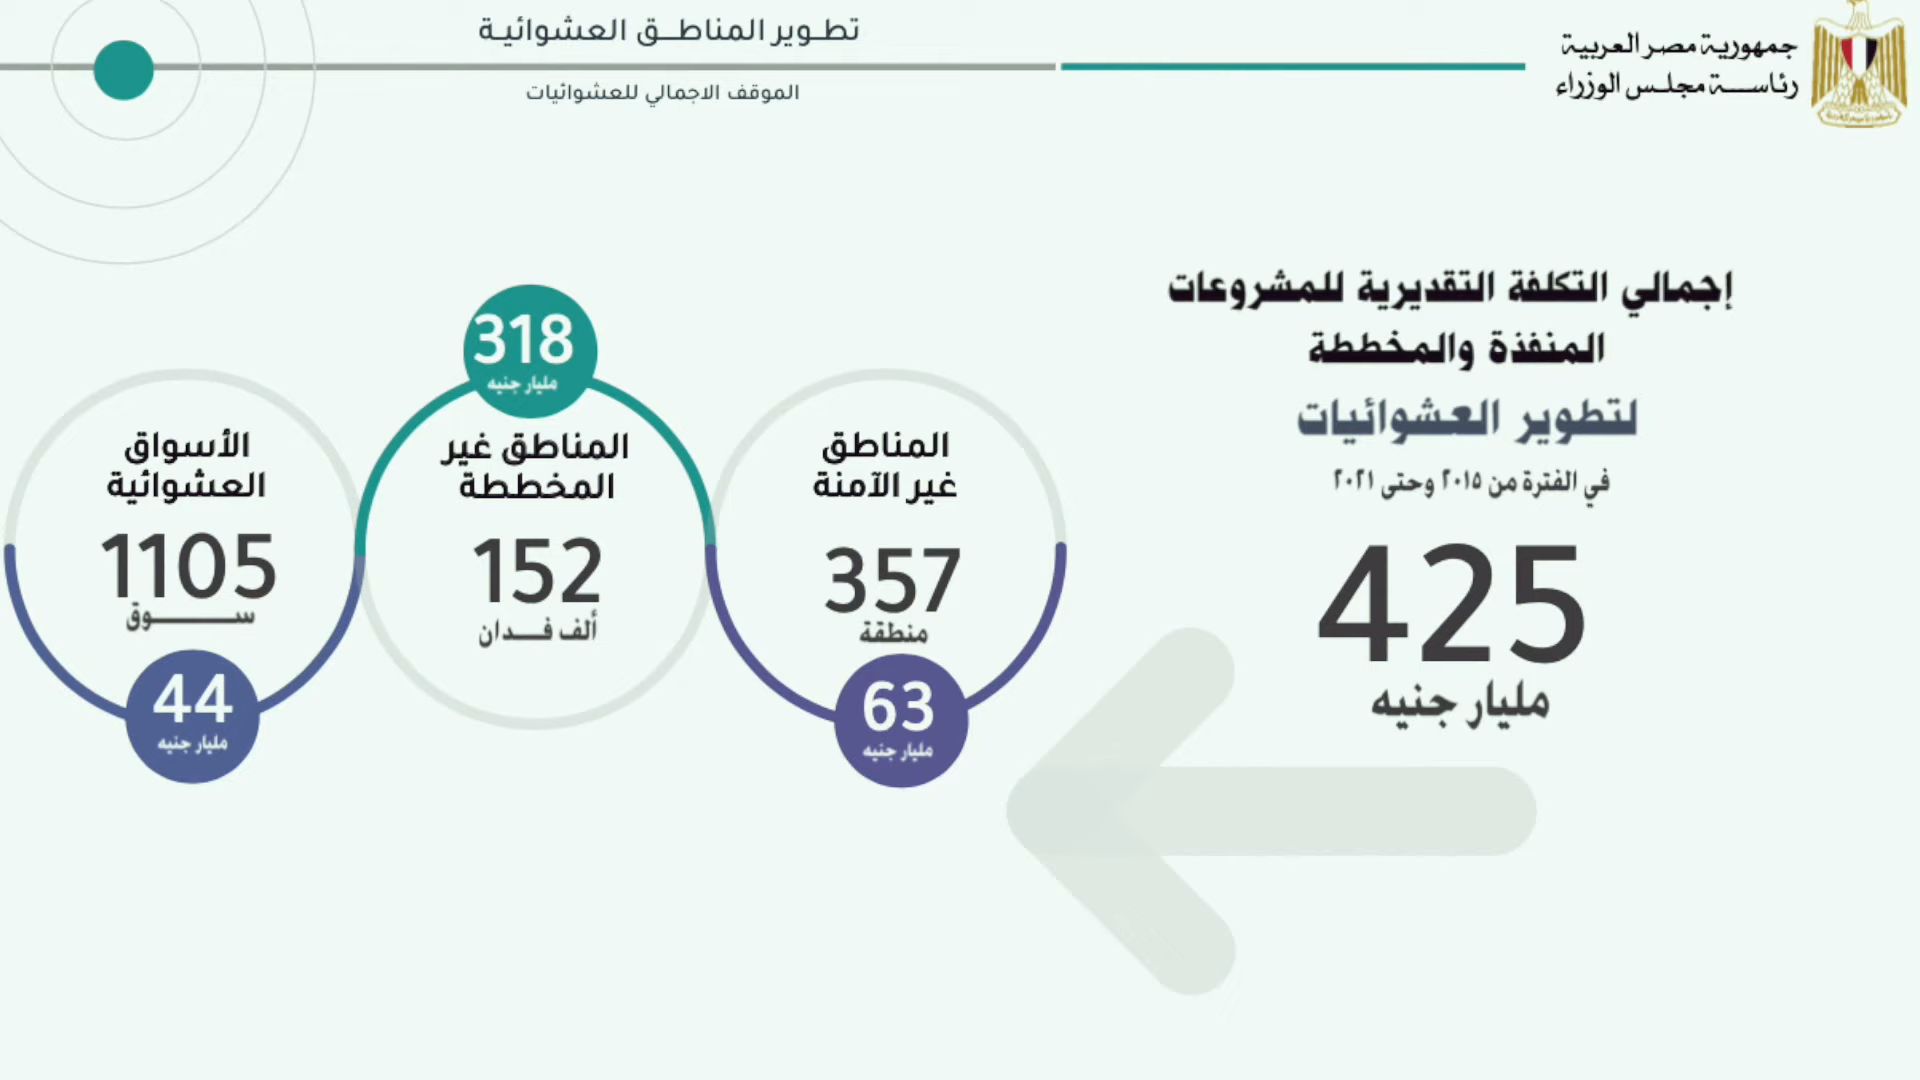 جمهورية مصر العربية
رئاسة مجلس الوزراء
تطوير المناطق العشوائية
الموقف الاجمالي للعشوائيات
إجمالي التكلفة التقديرية للمشروعات
المنفذة والمخططة
لتطوير العشوائيات
في الفترة من ٢٠١٥ وحتى ٢٠٢١
425
مليار جنيه
المناطق
غير الآمنة
357
منطقة
63
مليار جنيه
318
مليار جنيه
المناطق غير
المخططة
152
ألف فدان
الأسواق
العشوائية
1105
سوق
44
مليار جنيه